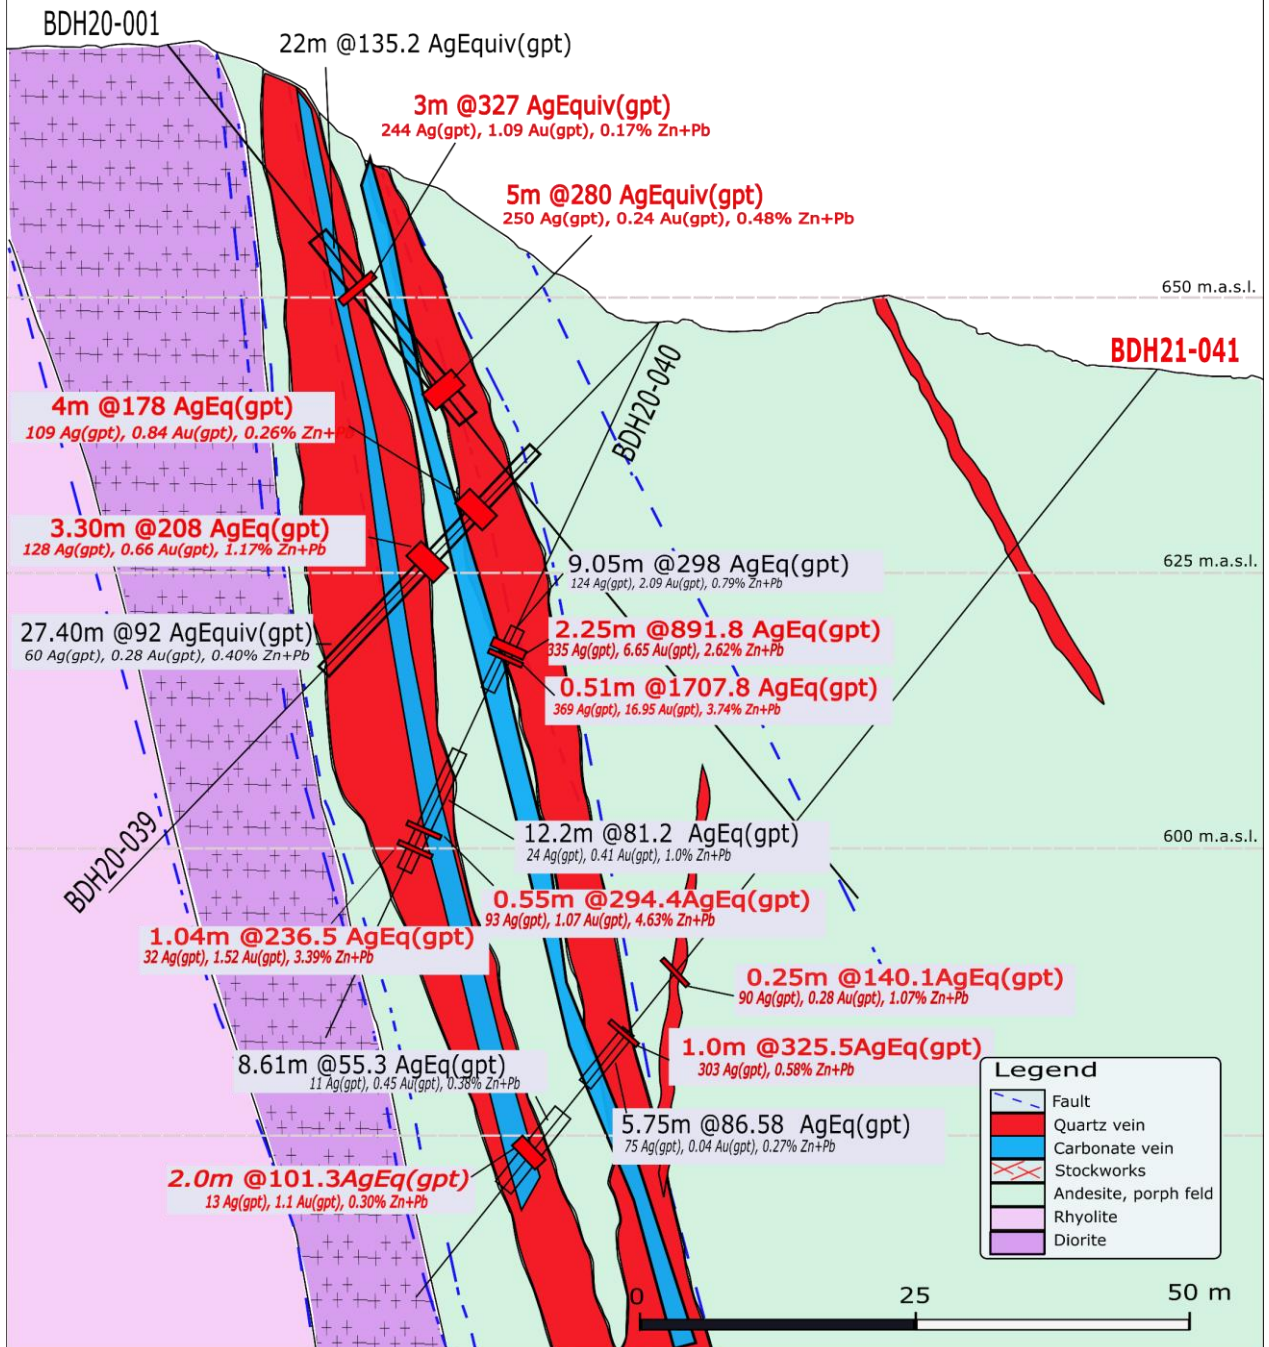 BDH20-001
22m @135.2 AgEquiv(gpt)
3m @327 AgEquiv(gpt)
244 Ag(gpt), 1.09 Au(gpt), 0.17% Zn+Pb
5m @280 AgEquiv(gpt)
250 Ag(gpt), 0.24 Au(gpt), 0.48% Zn+Pb
650 m.a.s.l.
BDH21-041
BDH20-040
4m @178 AgEq(gpt)
109 Ag(gpt), 0.84 Au(gpt), 0.26% Zn+Pb
3.30m @208 AgEq(gpt)
128 Ag(gpt), 0.66 Au(gpt), 1.17% Zn+Pb
625 m.a.s.l.
9.05m @298 AgEq(gpt)
124 Ag(gpt), 2.09 Au(gpt), 0.79% Zn+Pb
27.40m @92 AgEquiv(gpt)
60 Ag(gpt), 0.28 Au(gpt), 0.40% Zn+Pb
2.25m @891.8 AgEq(gpt)
335 Ag(gpt), 6.65 Au(gpt), 2.62% Zn+Pb
0.51m @1707.8 AgEq(gpt)
369 Ag(gpt), 16.95 Au(gpt), 3.74% Zn+Pb
BDH20-039
12.2m @81.2 AgEq(gpt)
24 Ag(gpt), 0.41 Au(gpt), 1.0% Zn+Pb
600 m.a.s.l.
0.55m @294.4AgEq(gpt)
93 Ag(gpt), 1.07 Au(gpt), 4.63% Zn+Pb
1.04m @236.5 AgEq(gpt)
32 Ag(gpt), 1.52 Au(gpt), 3.39% Zn+Pb
0.25m @140.1AgEq(gpt)
90 Ag(gpt), 0.28 Au(gpt), 1.07% Zn+Pb
1.0m @325.5AgEq(gpt)
303 Ag(gpt), 0.58% Zn+Pb
8.61m @55.3 AgEq(gpt)
11 Ag(gpt), 0.45 Au(gpt), 0.38% Zn+Pb
5.75m @86.58 AgEq(gpt)
75 Ag(gpt), 0.04 Au(gpt), 0.27% Zn+Pb
2.0m @101.3AgEq(gpt)
13 Ag(gpt), 1.1 Au(gpt), 0.30% Zn+Pb
Legend
Fault
Quartz vein
Carbonate vein
Stockworks
Andesite, porph feld
Rhyolite
Diorite
0 25 50 m